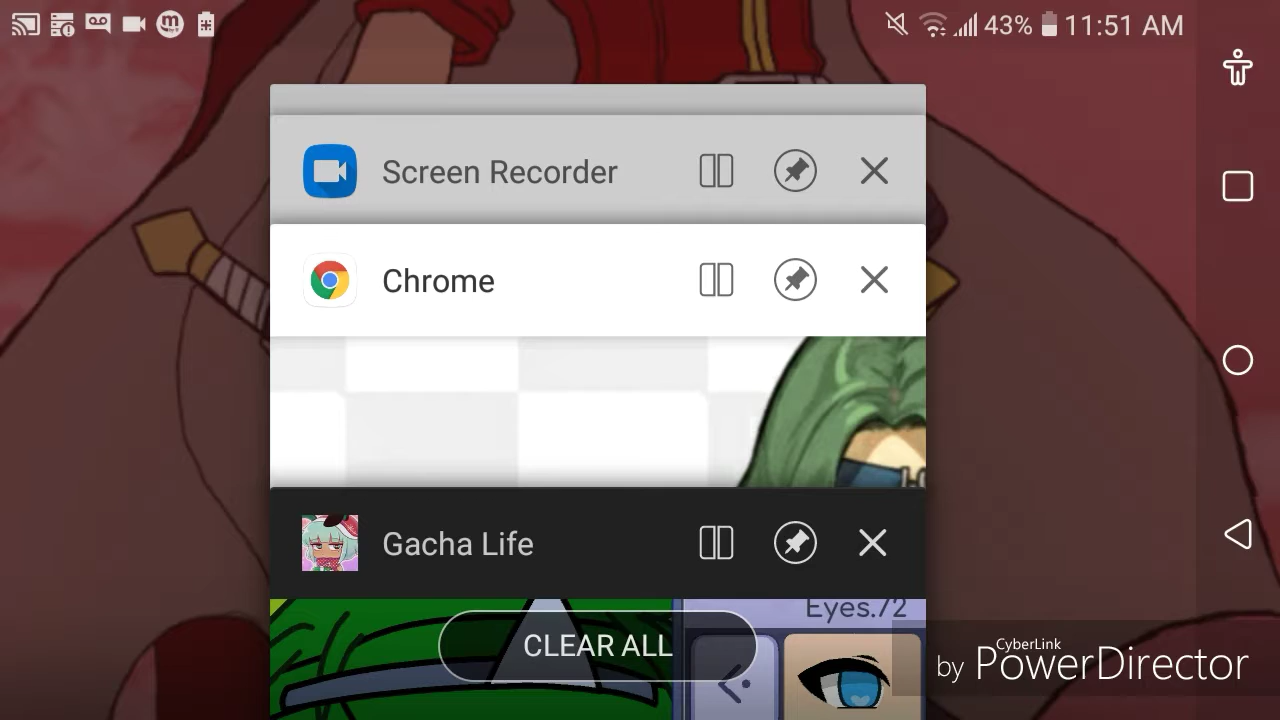 43% 11:51 AM
Screen Recorder
Chrome
Gacha Life
Eyes.72
CLEAR ALL
CyberLink
by PowerDirector